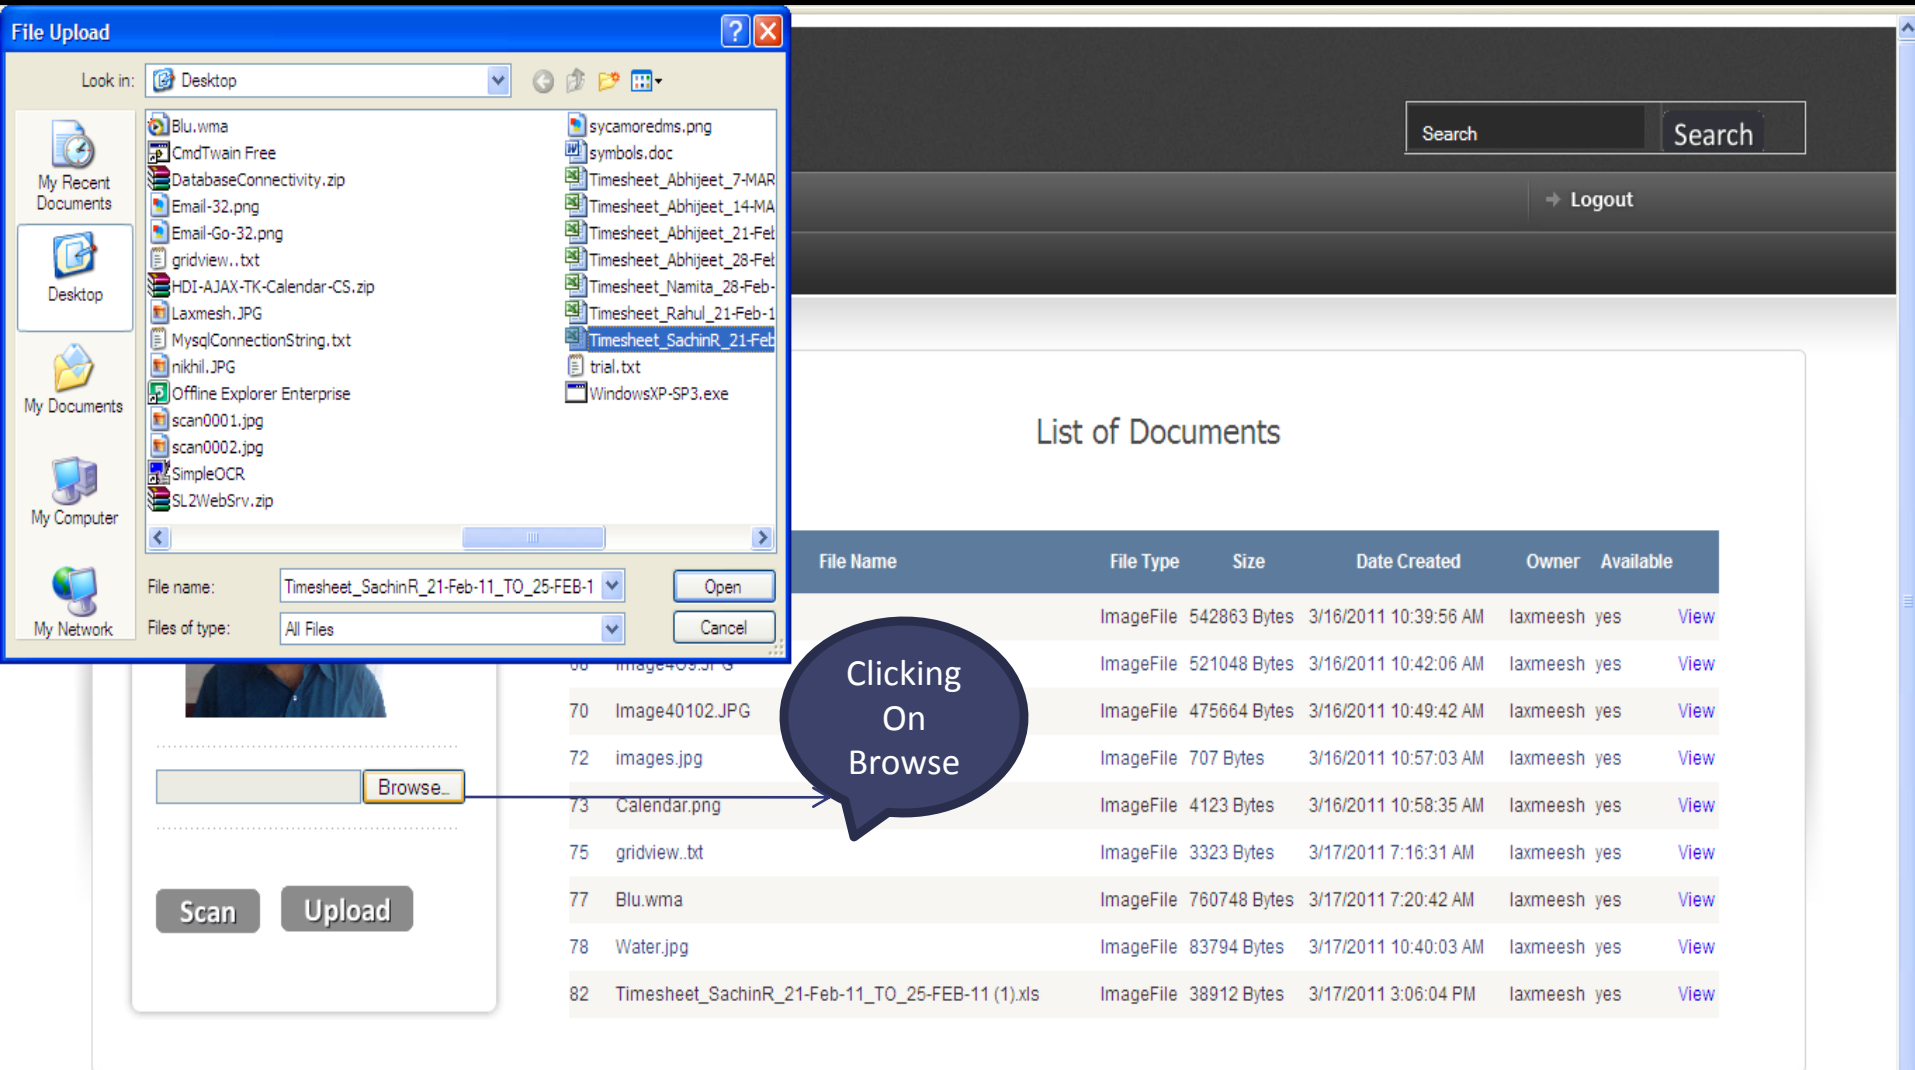 File Upload
Look in: Desktop
My Recent Documents
Desktop
My Documents
My Computer
My Network
Blu.wma
CmdTwain Free
DatabaseConnectivity.zip
Email-32.png
Email-Go-32.png
gridview..txt
HDI-AJAX-TK-Calendar-CS.zip
Laxmesh.JPG
MysqlConnectionString.txt
nikhil.JPG
Offline Explorer Enterprise
scan0001.jpg
scan0002.jpg
SimpleOCR
SL2WebSrv.zip
sycamoredms.png
symbols.doc
Timesheet_Abhijeet_7-MAR
Timesheet_Abhijeet_14-MA
Timesheet_Abhijeet_21-Feb
Timesheet_Abhijeet_28-Feb
Timesheet_Namita_28-Feb-
Timesheet_Rahul_21-Feb-1
Timesheet_SachinR_21-Feb
trial.txt
WindowsXP-SP3.exe
File name: Timesheet_SachinR_21-Feb-11_TO_25-FEB-1 Open
Files of type: All Files Cancel
Search Search
Logout
List of Documents
File Name File Type Size Date Created Owner Available
ImageFile 542863 Bytes 3/16/2011 10:39:56 AM laxmeesh yes View
ImageFile 521048 Bytes 3/16/2011 10:42:06 AM laxmeesh yes View
70 Image40102.JPG ImageFile 475664 Bytes 3/16/2011 10:49:42 AM laxmeesh yes View
72 images.jpg ImageFile 707 Bytes 3/16/2011 10:57:03 AM laxmeesh yes View
73 Calendar.png ImageFile 4123 Bytes 3/16/2011 10:58:35 AM laxmeesh yes View
75 gridview..txt ImageFile 3323 Bytes 3/17/2011 7:16:31 AM laxmeesh yes View
77 Blu.wma ImageFile 760748 Bytes 3/17/2011 7:20:42 AM laxmeesh yes View
78 Water.jpg ImageFile 83794 Bytes 3/17/2011 10:40:03 AM laxmeesh yes View
82 Timesheet_SachinR_21-Feb-11_TO_25-FEB-11 (1).xls ImageFile 38912 Bytes 3/17/2011 3:06:04 PM laxmeesh yes View
Clicking
On
Browse
Browse...
Scan Upload